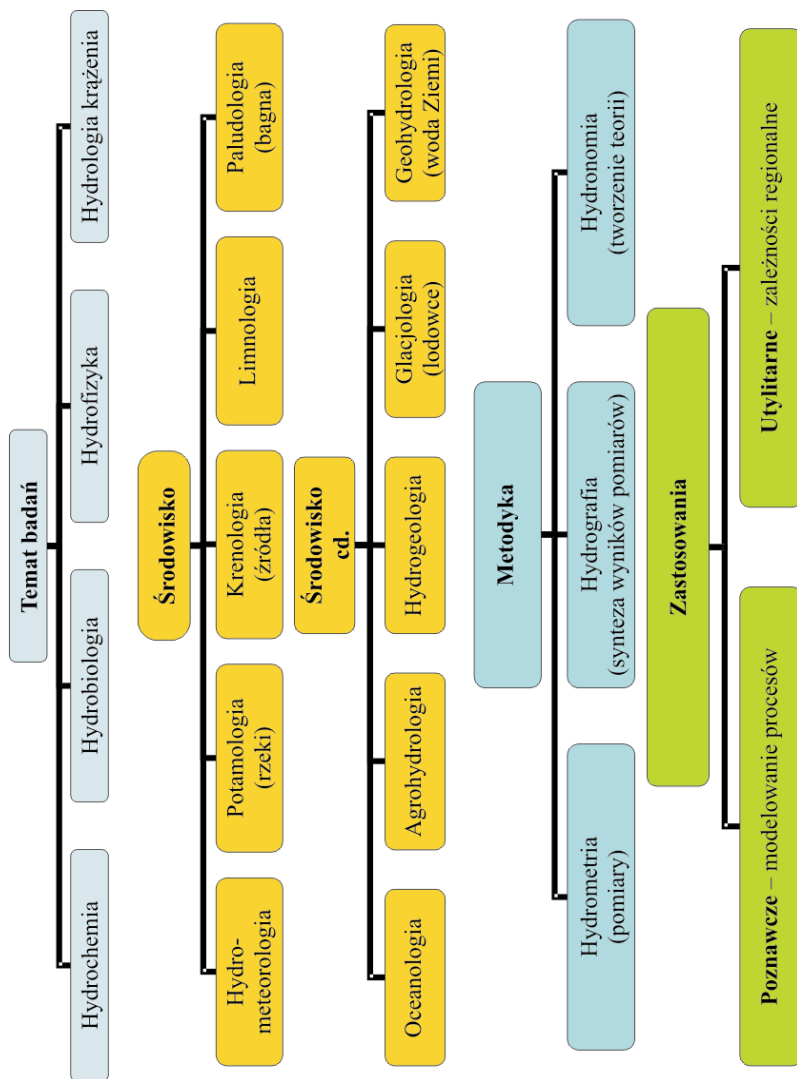 Temat badań
Hydrochemia
Hydrobiologia
Hydrofizyka
Hydrologia krążenia
Środowisko
Hydro-
meteorologia
Potamologia
(rzeki)
Krenologia
(źródła)
Limnologia
Paludologia
(bagna)
Środowisko
cd.
Oceanologia
Agrohydrologia
Hydrogeologia
Glacjologia
(lodowce)
Geohydrologia
(woda Ziemi)
Metodyka
Hydrometria
(pomiary)
Hydrografia
(synteza wyników pomiarów)
Hydronomia
(tworzenie teorii)
Zastosowania
Poznawcze – modelowanie procesów
Utylitarne – zależności regionalne